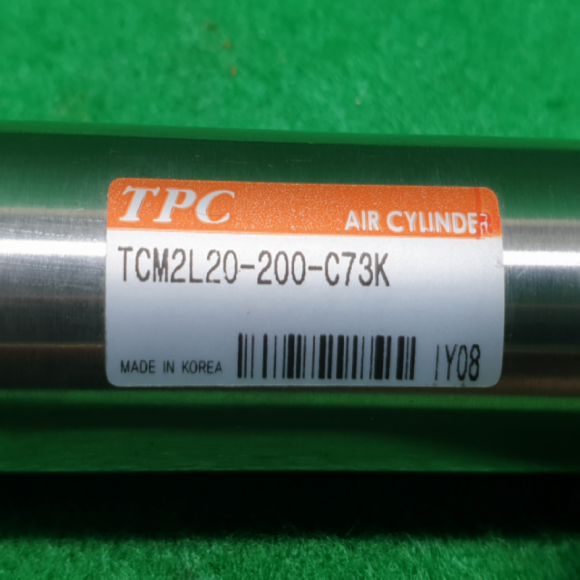 TPC
AIR CYLINDER
TCM2L20-200-C73K
MADE IN KOREA
IY08